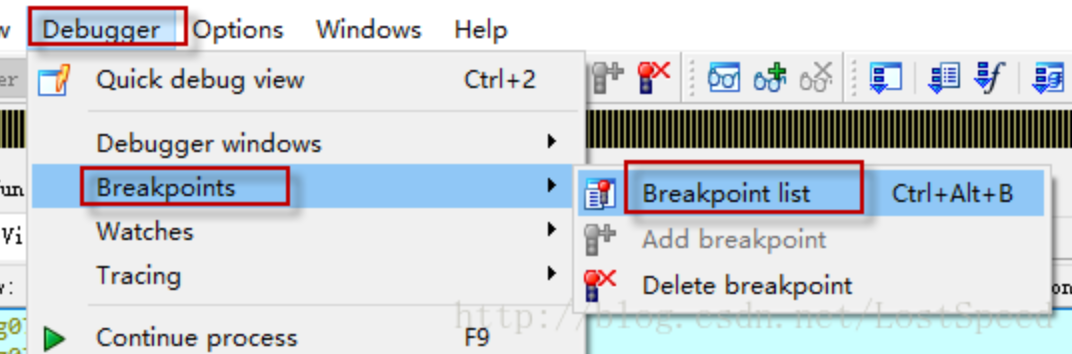 Debugger Options Windows Help
Quick debug view Ctrl+2
Debugger windows
Breakpoints
Breakpoint list Ctrl+Alt+B
Watches
Add breakpoint
Tracing
Delete breakpoint
http://blog.csdn.net/LostSpeed
Continue process F9